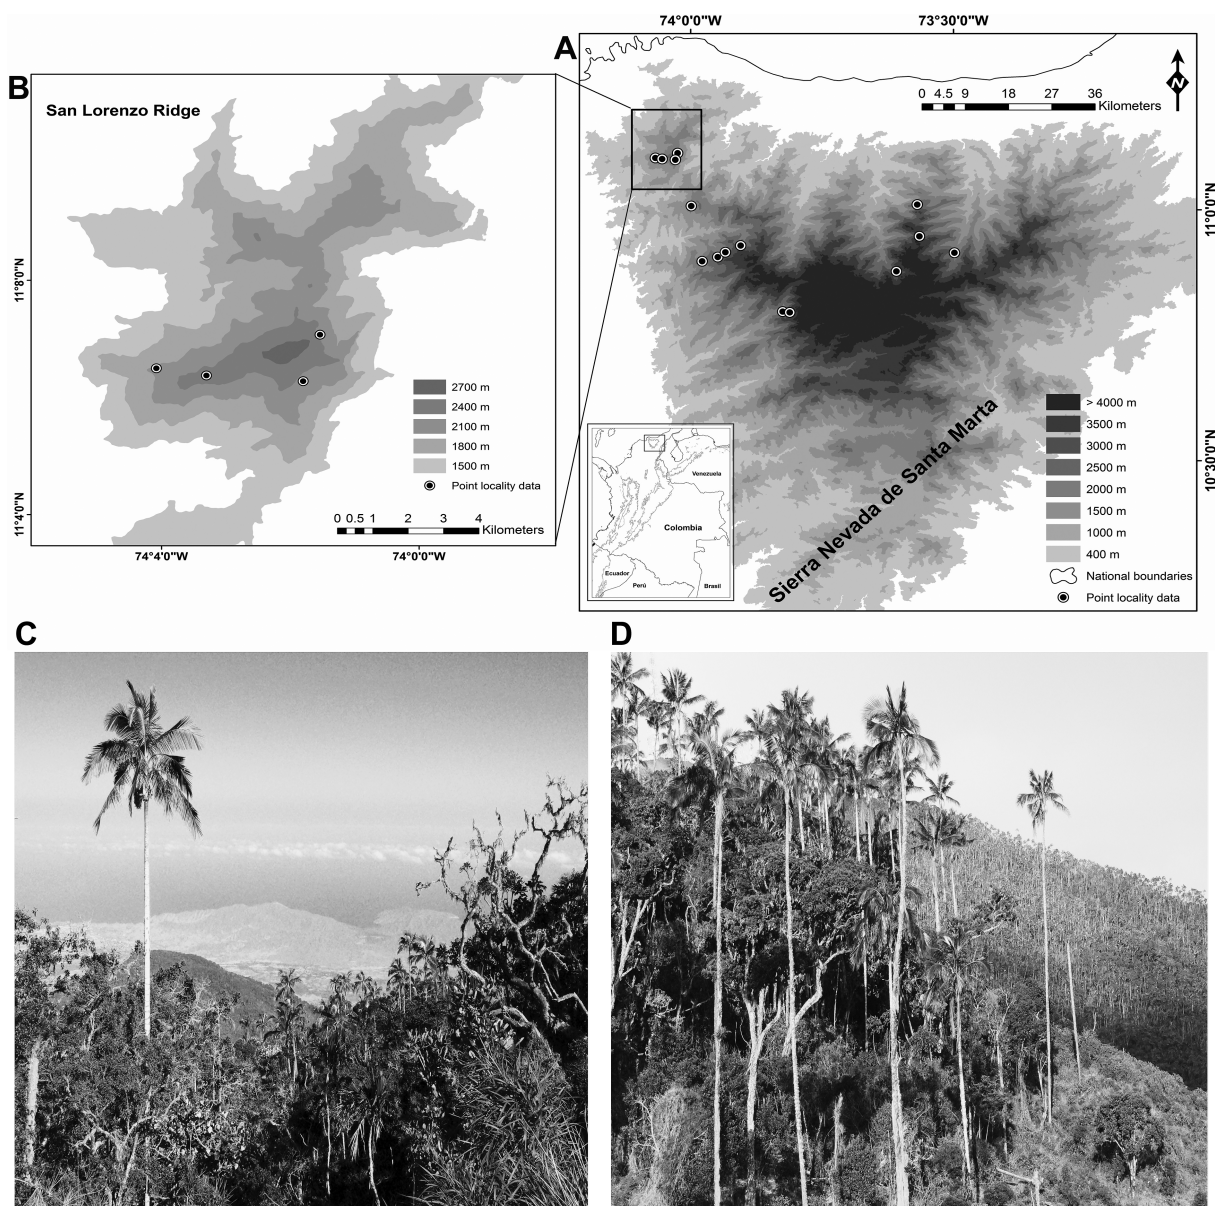 A
74°0'0"W
73°30'0"W
N
0 4.5 9 18 27 36
Kilometers
11°0'0"N
10°30'0"N
Sierra Nevada de Santa Marta
> 4000 m
3500 m
3000 m
2500 m
2000 m
1500 m
1000 m
400 m
National boundaries
Point locality data
Venezuela
Colombia
Ecuador
Perú
Brasil
B
San Lorenzo Ridge
11°8'0"N
11°4'0"N
2700 m
2400 m
2100 m
1800 m
1500 m
Point locality data
0 0.5 1 2 3 4
Kilometers
74°4'0"W
74°0'0"W
C
D